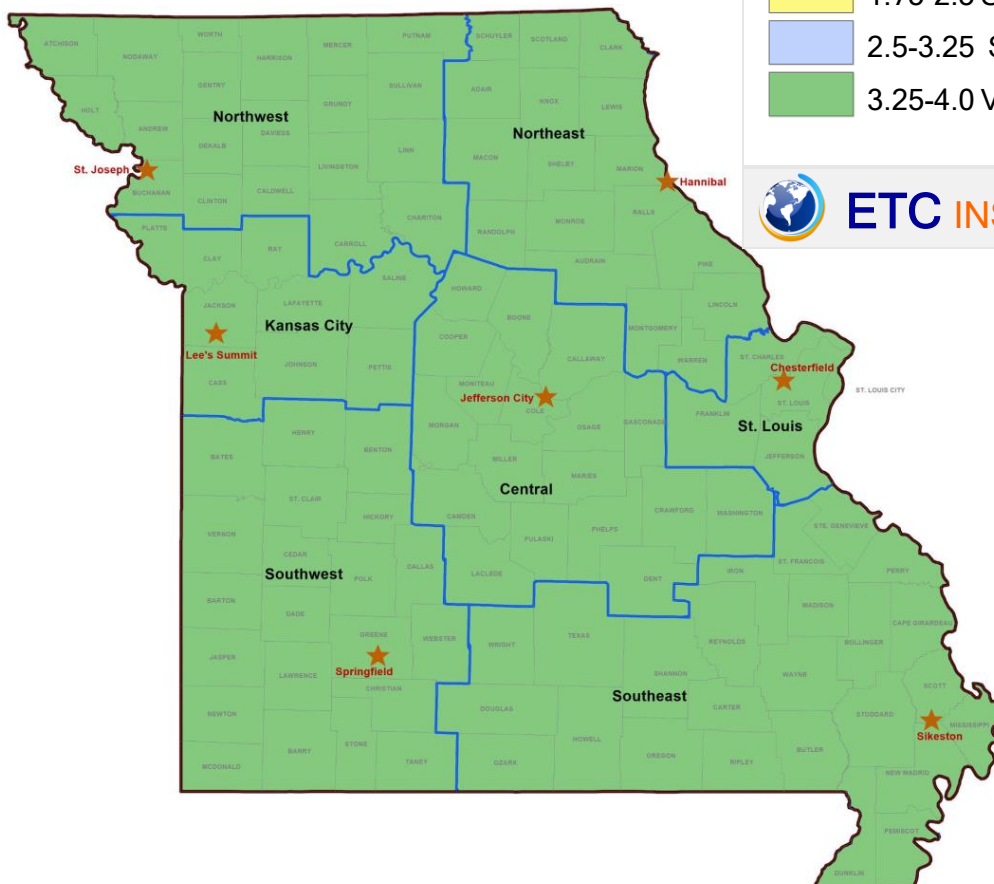 1.75-2.5 S
2.5-3.25 S
3.25-4.0 V
ETC INS
ATCHISON
NODAWAY
WORTH
HARRISON
MERCER
PUTNAM
SCHUYLER
SCOTLAND
CLARK
HOLT
GENTRY
SULLIVAN
ADAIR
KNOX
LEWIS
ANDREW
Northwest
GRUNDY
Northeast
DEKALB
DAVIESS
LINN
MACON
SHELBY
MARION
St. Joseph
LIVINGSTON
Hannibal
BUCHANAN
CLINTON
CALDWELL
CHARITON
RANDOLPH
MONROE
RALLS
PLATTE
CLAY
RAY
CARROLL
AUDRAIN
PIKE
SALINE
HOWARD
BOONE
LINCOLN
JACKSON
LAFAYETTE
Kansas City
COOPER
MONTGOMERY
Lee's Summit
JOHNSON
PETTIS
CALLAWAY
WARREN
ST. CHARLES
Chesterfield
CASS
MONITEAU
Jefferson City
COLE
ST. LOUIS
ST. LOUIS CITY
MORGAN
OSAGE
GASCONADE
FRANKLIN
St. Louis
HENRY
BENTON
BATES
MILLER
MARIES
JEFFERSON
Central
ST. CLAIR
HICKORY
CAMDEN
PULASKI
PHELPS
CRAWFORD
WASHINGTON
STE. GENEVIEVE
VERNON
CEDAR
Southwest
POLK
DALLAS
LACLEDE
DENT
IRON
ST. FRANCOIS
PERRY
BARTON
DADE
MADISON
CAPE GIRARDEAU
GREENE
WEBSTER
WRIGHT
TEXAS
REYNOLDS
BOLLINGER
JASPER
Springfield
LAWRENCE
CHRISTIAN
SHANNON
WAYNE
SCOTT
Southeast
NEWTON
DOUGLAS
CARTER
STODDARD
MISSISSIPPI
Sikeston
BARRY
STONE
HOWELL
OREGON
BUTLER
MCDONALD
TANEY
OZARK
RIPLEY
NEW MADRID
PEMISCOT
DUNKLIN